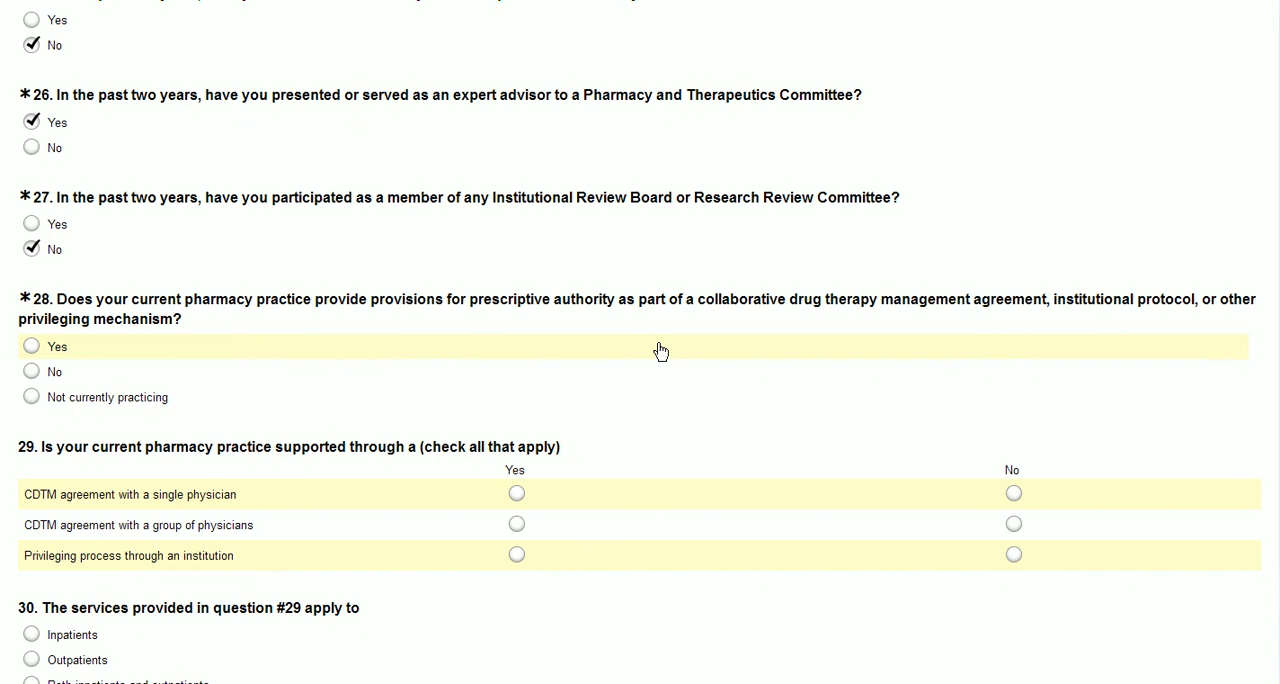 Yes
No
*26. In the past two years, have you presented or served as an expert advisor to a Pharmacy and Therapeutics Committee?
Yes
No
*27. In the past two years, have you participated as a member of any Institutional Review Board or Research Review Committee?
Yes
No
*28. Does your current pharmacy practice provide provisions for prescriptive authority as part of a collaborative drug therapy management agreement, institutional protocol, or other
privileging mechanism?
Yes
No
Not currently practicing
29. Is your current pharmacy practice supported through a (check all that apply)
Yes No
CDTM agreement with a single physician
CDTM agreement with a group of physicians
Privileging process through an institution
30. The services provided in question #29 apply to
Inpatients
Outpatients
Both inpatients and outpatients